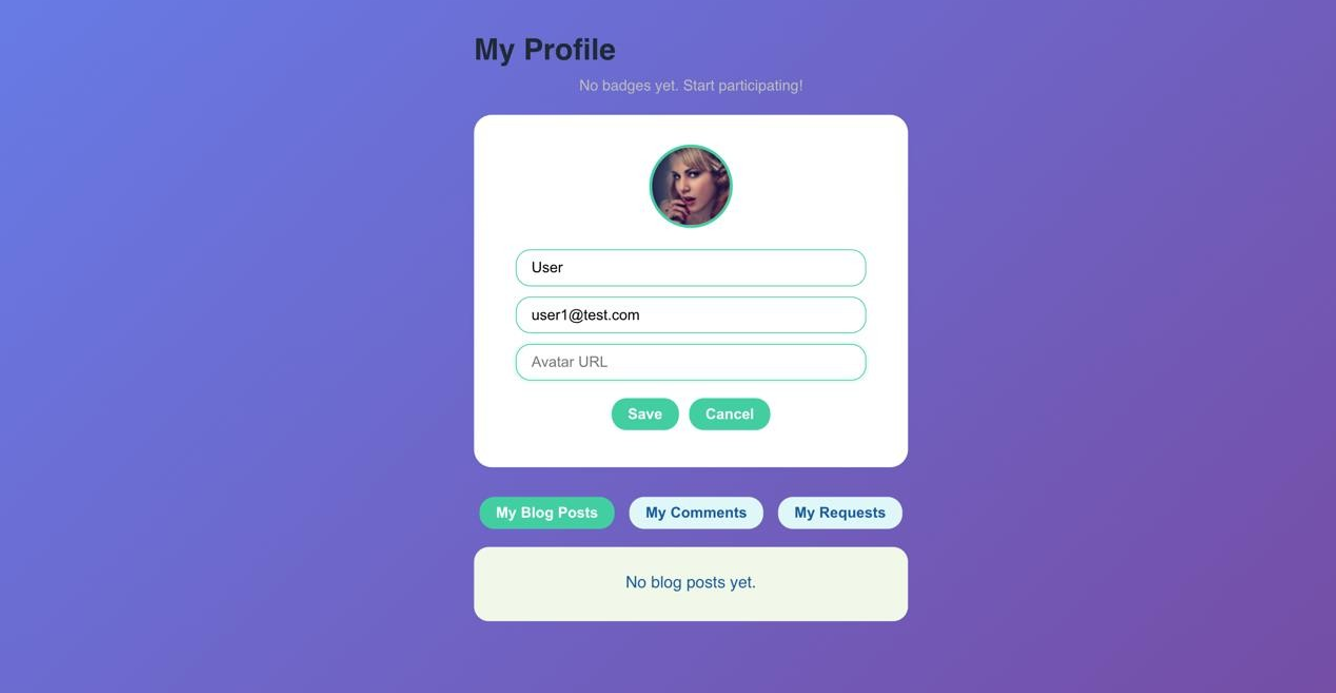 My Profile
No badges yet. Start participating!
User
user1@test.com
Avatar URL
Save Cancel
My Blog Posts My Comments My Requests
No blog posts yet.